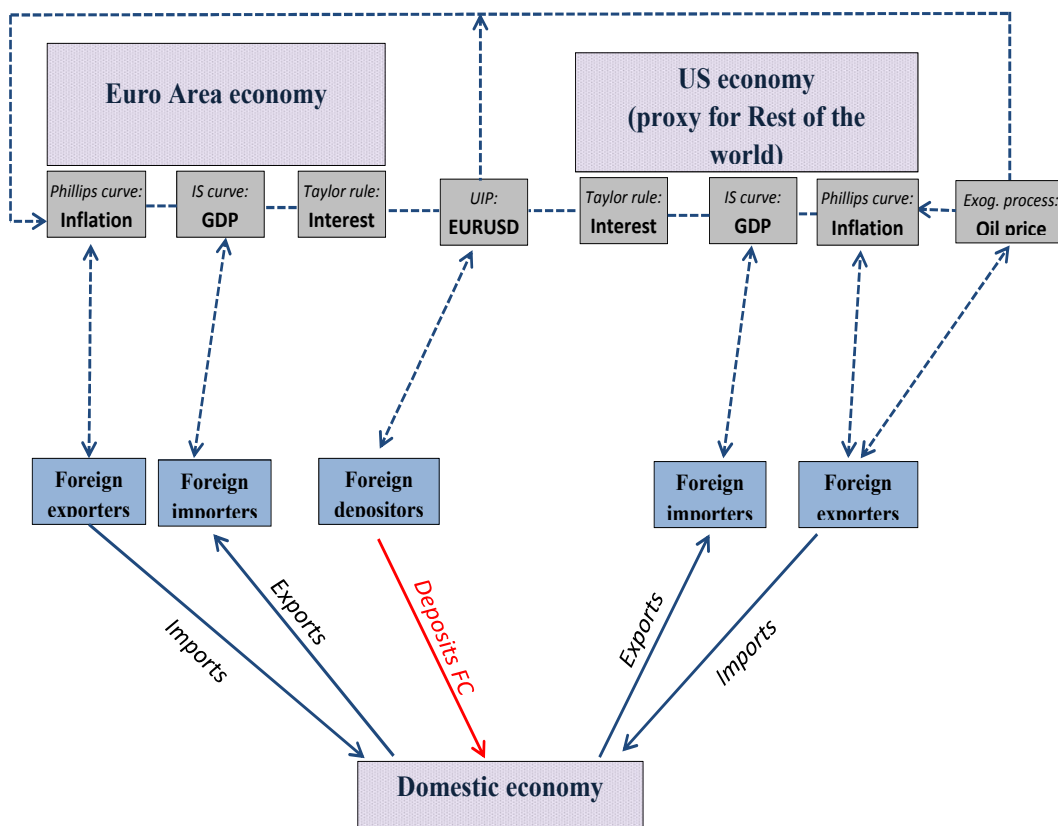 Euro Area economy
US economy
(proxy for Rest of the
world)
Phillips curve:
Inflation
IS curve:
GDP
Taylor rule:
Interest
UIP:
EURUSD
Taylor rule:
Interest
IS curve:
GDP
Phillips curve:
Inflation
Exog. process:
Oil price
Foreign
exporters
Foreign
importers
Foreign
depositors
Foreign
importers
Foreign
exporters
Imports
Exports
Deposits FC
Exports
Imports
Domestic economy